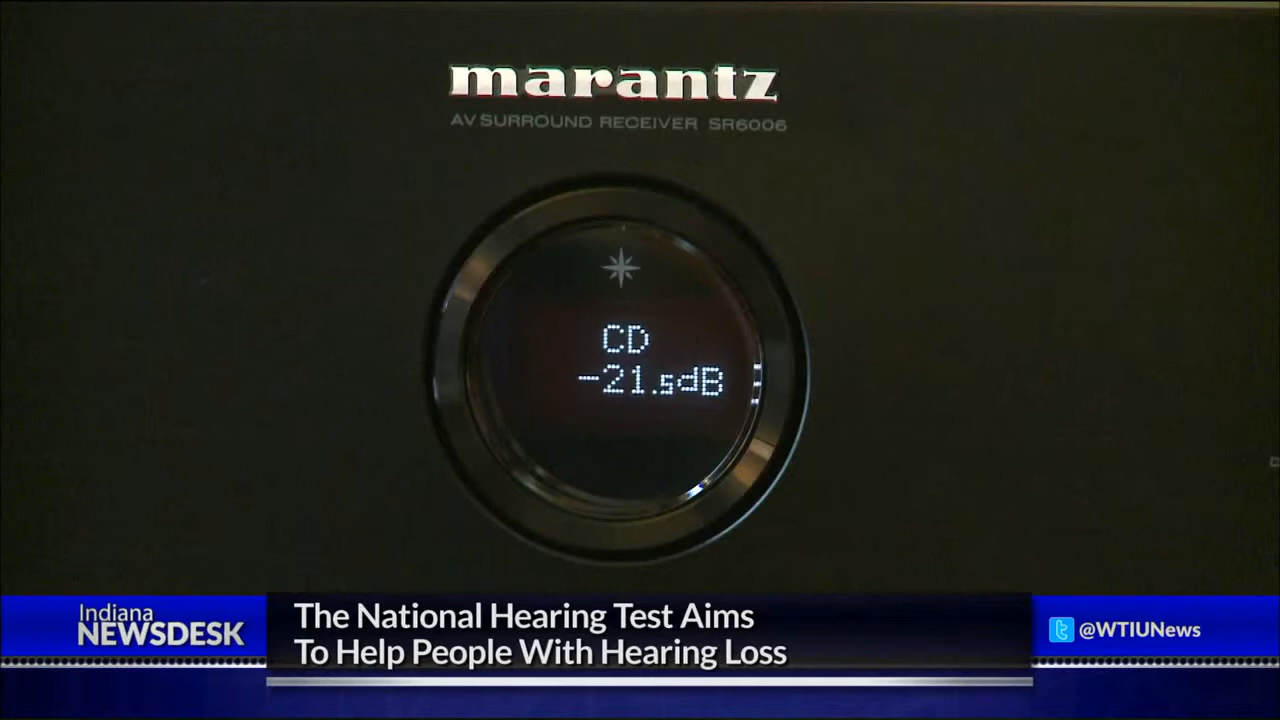 marantz
AV SURROUND RECEIVER SR6006
CD
-21.5dB
Indiana
NEWSDESK
The National Hearing Test Aims
To Help People With Hearing Loss
@WTIUNews